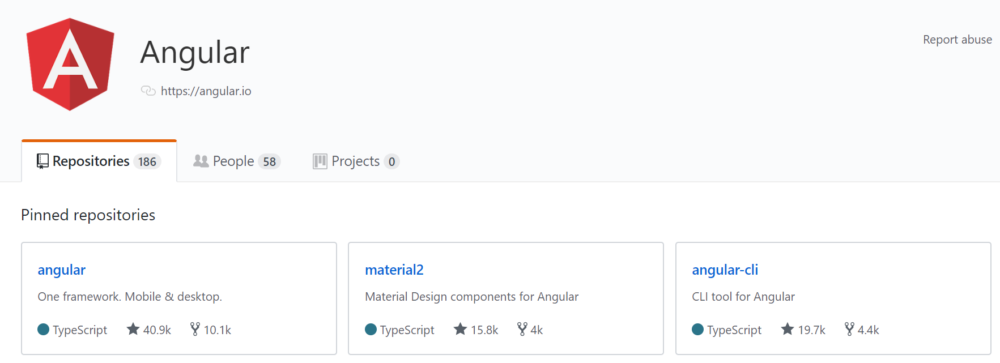 Angular
Report abuse
https://angular.io
Repositories 186 People 58 Projects 0
Pinned repositories
angular
One framework. Mobile & desktop.
TypeScript 40.9k 10.1k
material2
Material Design components for Angular
TypeScript 15.8k 4k
angular-cli
CLI tool for Angular
TypeScript 19.7k 4.4k